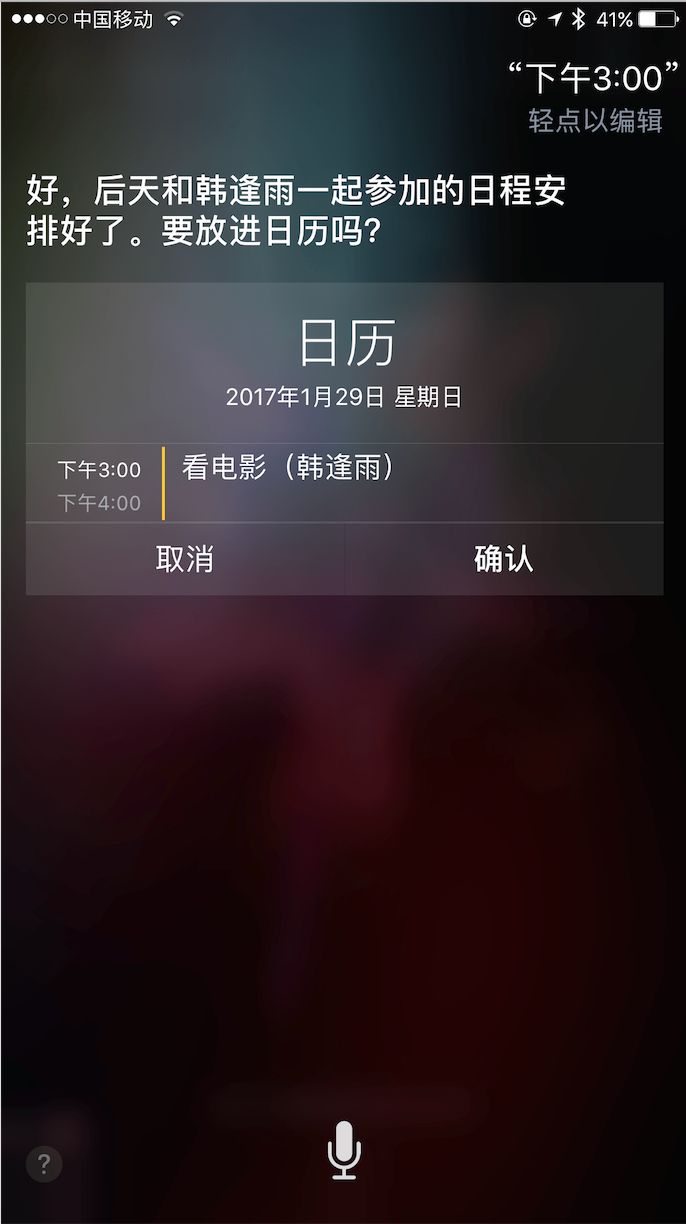 中国移动 41%
“下午3:00”
轻点以编辑
好，后天和韩逢雨一起参加的日程安
排好了。要放进日历吗？
日历
2017年1月29日 星期日
下午3:00 看电影（韩逢雨）
下午4:00
取消 确认
?